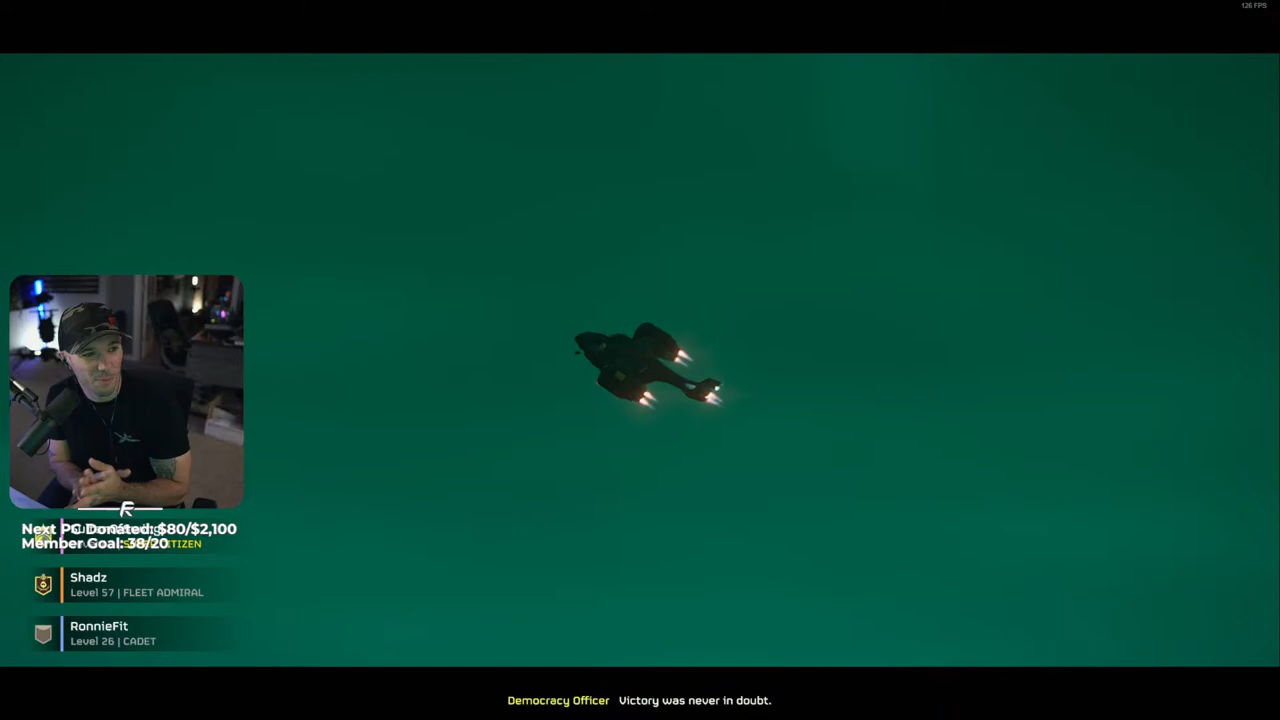 126 FPS
Next PC Donated: $80/$2,100
Member Goal: 38/20
Shadz
Level 57 | FLEET ADMIRAL
RonnieFit
Level 26 | CADET
Democracy Officer Victory was never in doubt.